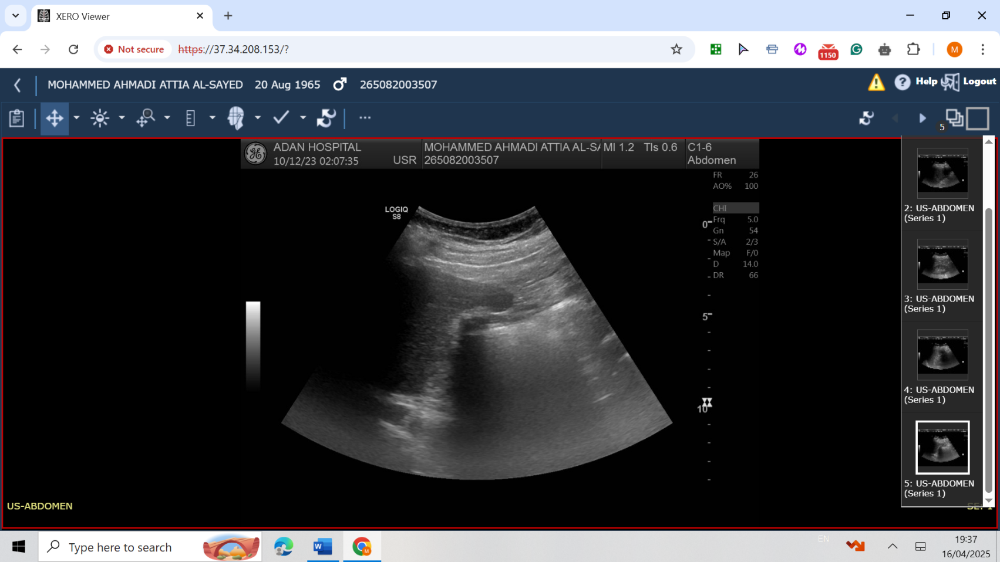 XERO Viewer
Not secure
https://37.34.208.153/?
1150
M
MOHAMMED AHMADI ATTIA AL-SAYED 20 Aug 1965 265082003507
Help
Logout
5
ADAN HOSPITAL
10/12/23 02:07:35 USR
MOHAMMED AHMADI ATTIA AL-SA
265082003507
MI 1.2 TIs 0.6
C1-6
Abdomen
FR 26
AO% 100
CHI
Frq 5.0
Gn 54
S/A 2/3
Map F/0
D 14.0
DR 66
LOGIQ
S8
0
5
10
2: US-ABDOMEN
(Series 1)
3: US-ABDOMEN
(Series 1)
4: US-ABDOMEN
(Series 1)
5: US-ABDOMEN
(Series 1)
US-ABDOMEN
Type here to search
EN
19:37
16/04/2025